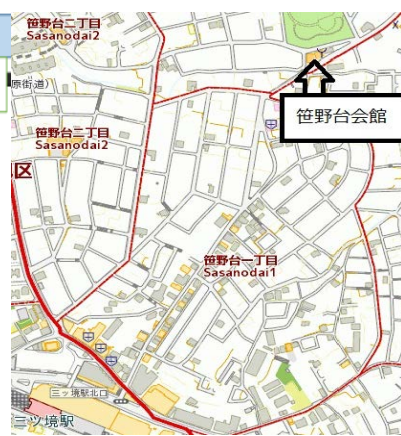 笹野台二丁目
Sasanodai2
原街道)
笹野台会館
笹野台二丁目
Sasanodai2
区
笹野台一丁目
Sasanodai1
三ッ境駅北口
三ツ境駅